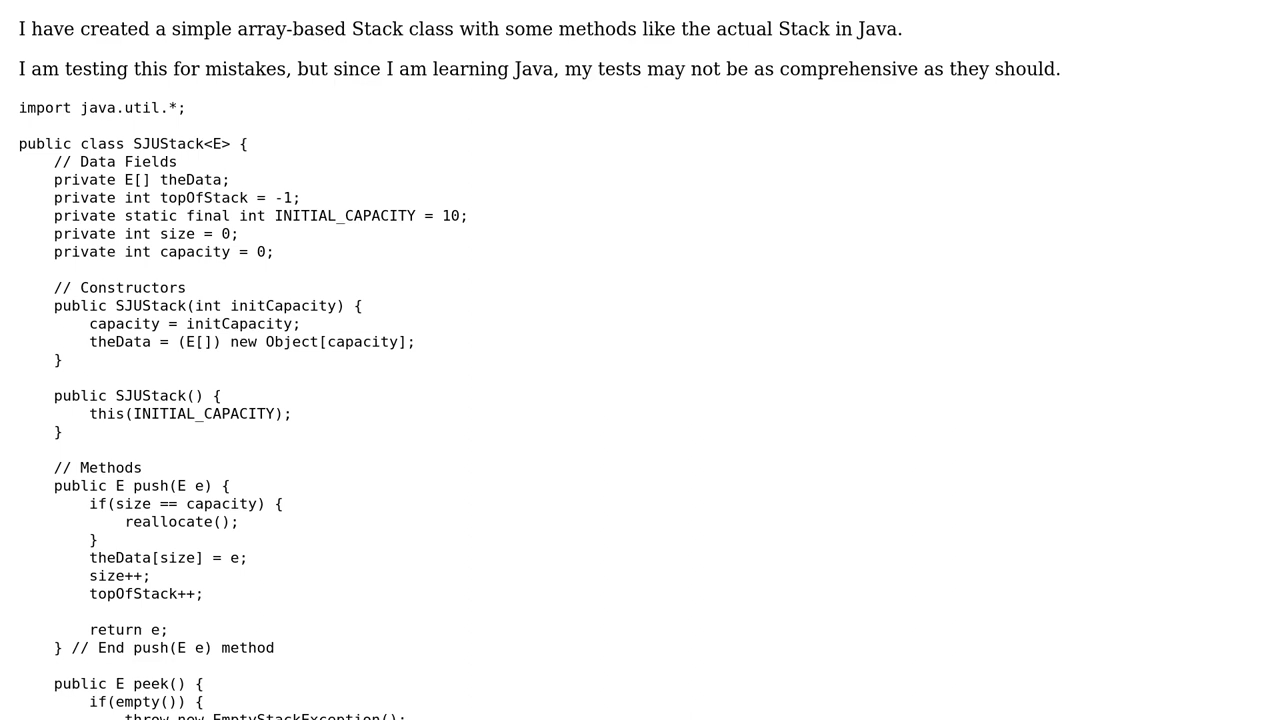 I have created a simple array-based Stack class with some methods like the actual Stack in Java.
I am testing this for mistakes, but since I am learning Java, my tests may not be as comprehensive as they should.
import java.util.*;
public class SJUStack<E> {
    // Data Fields
    private E[] theData;
    private int topOfStack = -1;
    private static final int INITIAL_CAPACITY = 10;
    private int size = 0;
    private int capacity = 0;
    // Constructors
    public SJUStack(int initCapacity) {
        capacity = initCapacity;
        theData = (E[]) new Object[capacity];
    }
    public SJUStack() {
        this(INITIAL_CAPACITY);
    }
    // Methods
    public E push(E e) {
        if(size == capacity) {
            reallocate();
        }
        theData[size] = e;
        size++;
        topOfStack++;
        return e;
    } // End push(E e) method
    public E peek() {
        if(empty()) {
            throw new EmptyStackException();